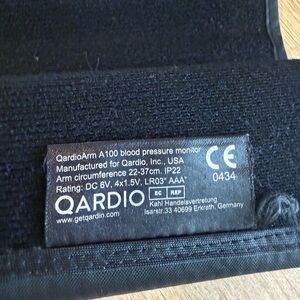 QardioArm A100 blood pressure monitor
Manufactured for Qardio, Inc., USA
Arm circumference 22-37cm. IP22
Rating: DC 6V, 4x1.5V, LR03" AAA"
CE
0434
QARDIO
EC REP
www.getqardio.com
Kahl Handelsvertretung
Isarstr.33 40699 Erkrath, Germany